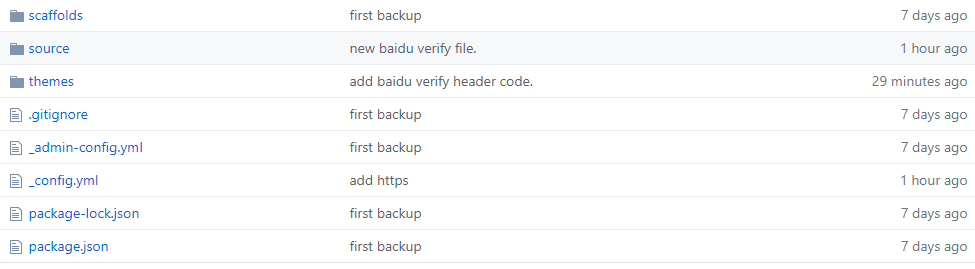 scaffolds first backup 7 days ago
source new baidu verify file. 1 hour ago
themes add baidu verify header code. 29 minutes ago
.gitignore first backup 7 days ago
_admin-config.yml first backup 7 days ago
_config.yml add https 1 hour ago
package-lock.json first backup 7 days ago
package.json first backup 7 days ago